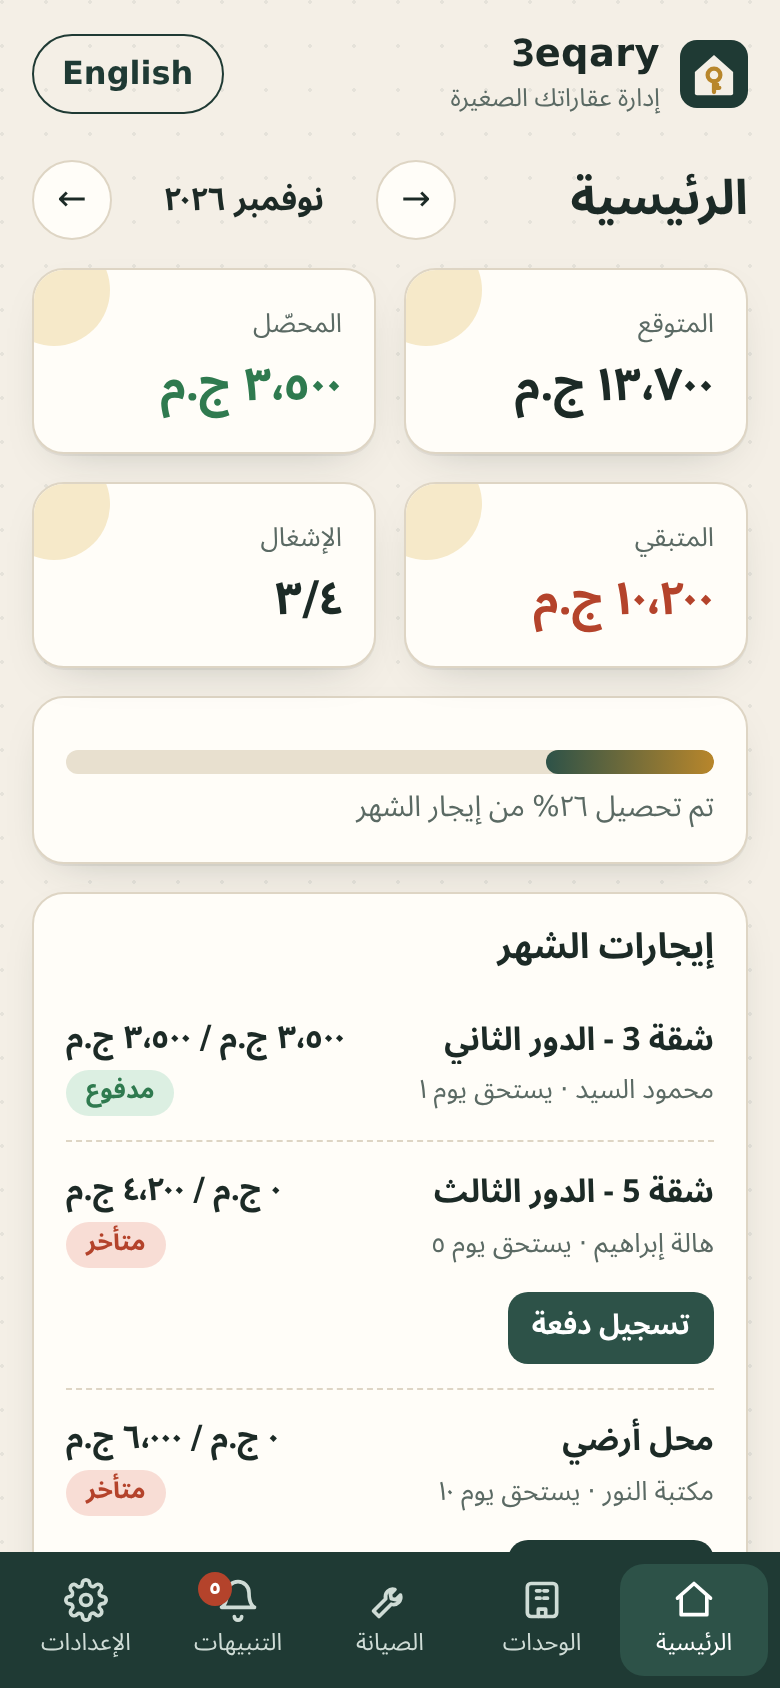 3eqary
إدارة عقاراتك الصغيرة
English
الرئيسية
→
نوفمبر ٢٠٢٦
←
المتوقع
١٣،٧٠٠ ج.م
المحصّل
٣،٥٠٠ ج.م
المتبقي
١٠،٢٠٠ ج.م
الإشغال
٣/٤
تم تحصيل ٢٦% من إيجار الشهر
إيجارات الشهر
شقة 3 - الدور الثاني
محمود السيد · يستحق يوم ١
٣،٥٠٠ ج.م / ٣،٥٠٠ ج.م
مدفوع
شقة 5 - الدور الثالث
هالة إبراهيم · يستحق يوم ٥
٠ ج.م / ٤،٢٠٠ ج.م
متأخر
تسجيل دفعة
محل أرضي
مكتبة النور · يستحق يوم ١٠
٠ ج.م / ٦،٠٠٠ ج.م
متأخر
الرئيسية
الوحدات
الصيانة
٥
التنبيهات
الإعدادات